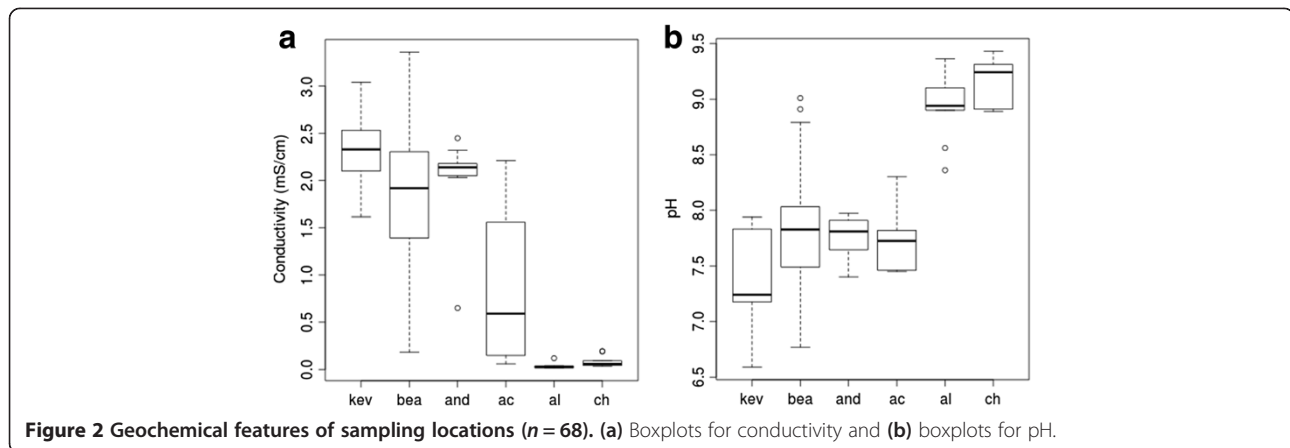 a
b
Conductivity (mS/cm)
3.0
2.5
2.0
1.5
1.0
0.5
0.0
kev bea and ac al ch
pH
9.5
9.0
8.5
8.0
7.5
7.0
6.5
kev bea and ac al ch
Figure 2 Geochemical features of sampling locations (n = 68). (a) Boxplots for conductivity and (b) boxplots for pH.